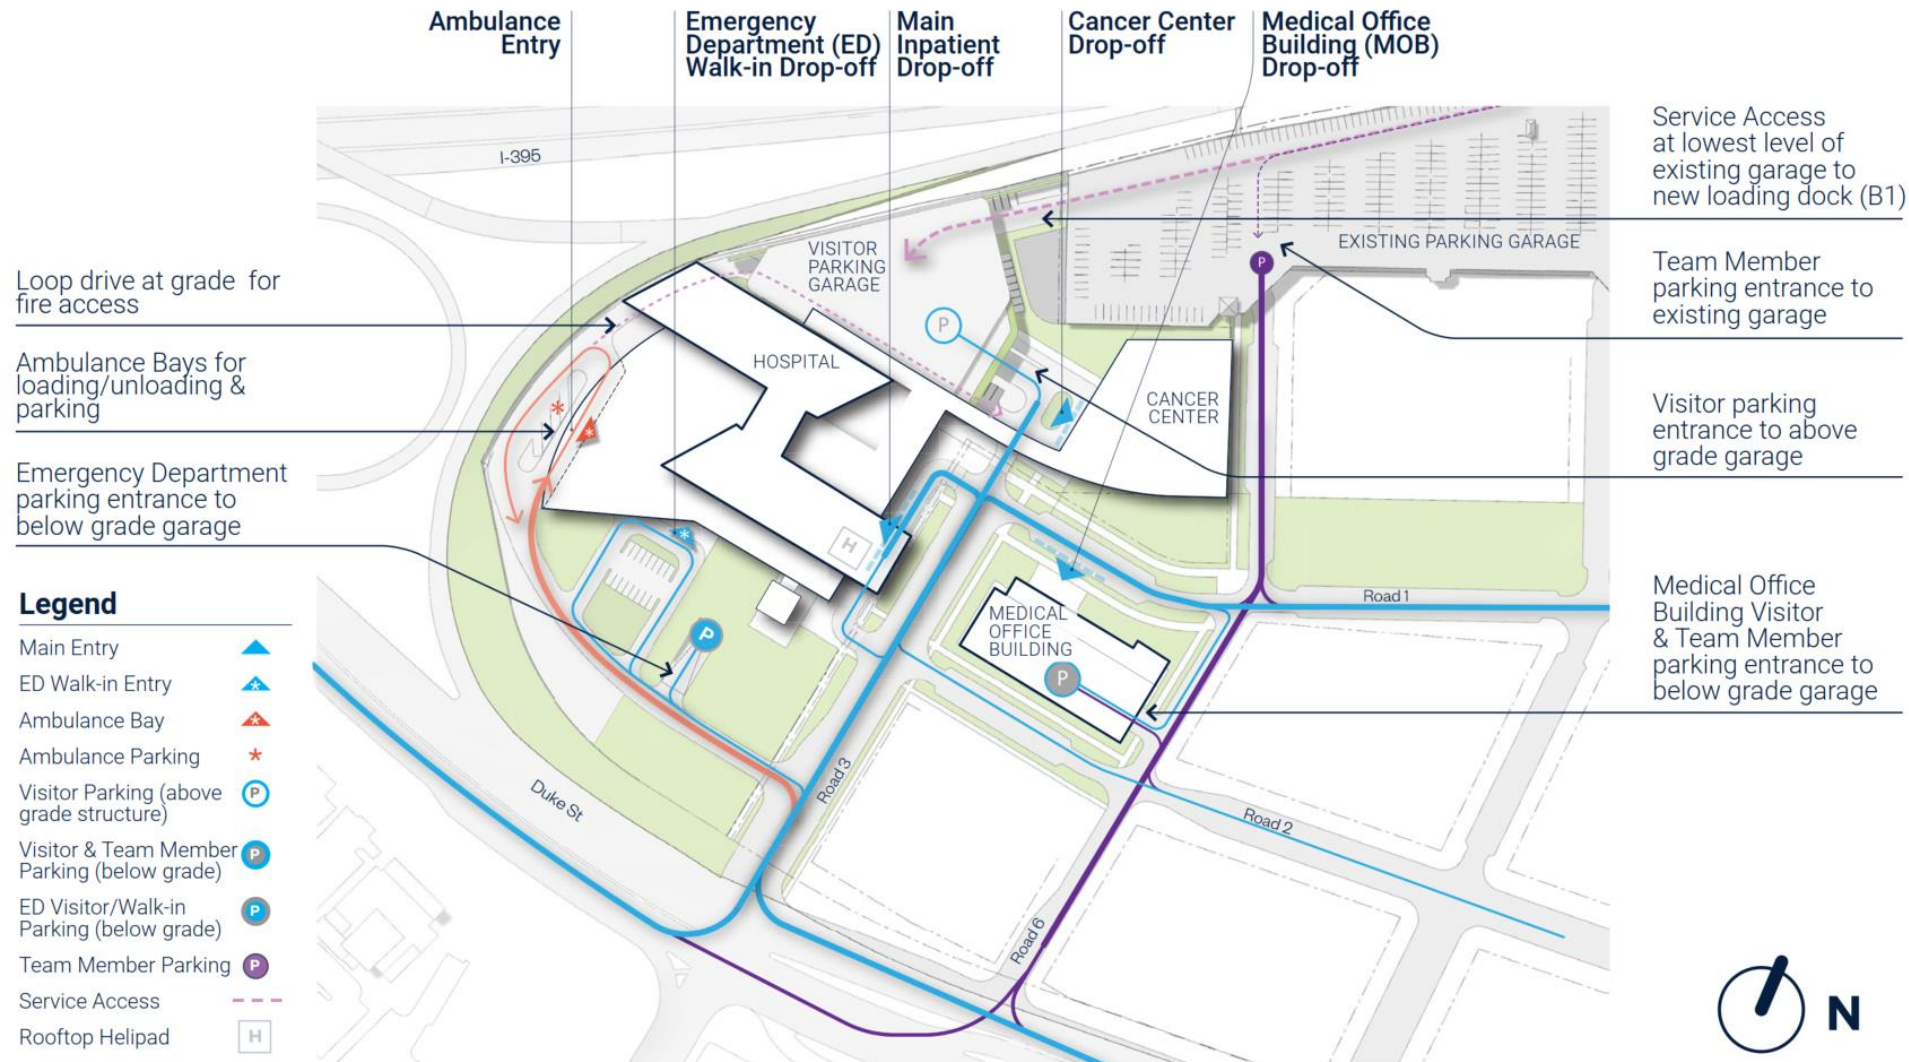 Ambulance
Entry
Emergency
Department (ED)
Walk-in Drop-off
Main
Inpatient
Drop-off
Cancer Center
Drop-off
Medical Office
Building (MOB)
Drop-off
Service Access
at lowest level of
existing garage to
new loading dock (B1)
Team Member
parking entrance to
existing garage
Visitor parking
entrance to above
grade garage
Medical Office
Building Visitor
& Team Member
parking entrance to
below grade garage
Loop drive at grade for
fire access
Ambulance Bays for
loading/unloading &
parking
Emergency Department
parking entrance to
below grade garage
I-395
VISITOR
PARKING
GARAGE
EXISTING PARKING GARAGE
P
P
HOSPITAL
CANCER
CENTER
H
MEDICAL
OFFICE
BUILDING
P
P
Road 1
Road 2
Road 3
Road 6
Duke St
Legend
Main Entry
ED Walk-in Entry
Ambulance Bay
Ambulance Parking
Visitor Parking (above
grade structure)
P
Visitor & Team Member
Parking (below grade)
P
ED Visitor/Walk-in
Parking (below grade)
P
Team Member Parking
P
Service Access
Rooftop Helipad
H
N